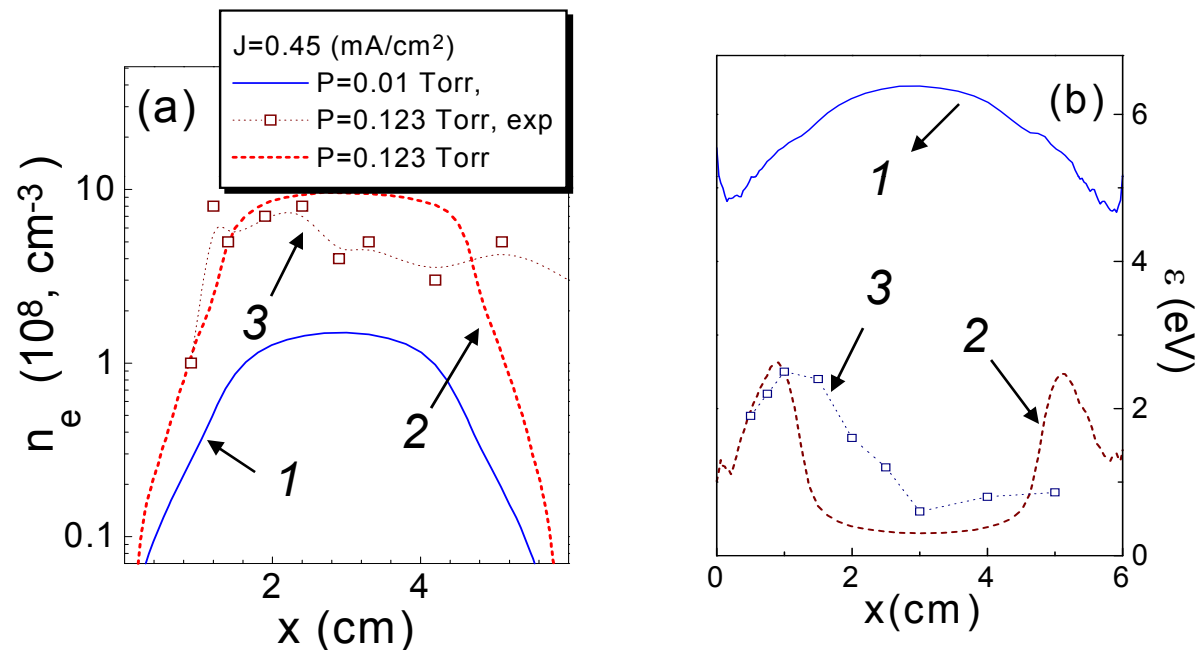 J=0.45 (mA/cm²)
P=0.01 Torr,
P=0.123 Torr, exp
P=0.123 Torr
(a)
10
1
0.1
n_e (10⁸, cm⁻³)
3
2
1
2
4
x (cm)
(b)
1
3
2
6
4
2
0
ε (eV)
0
2
4
6
x(cm)